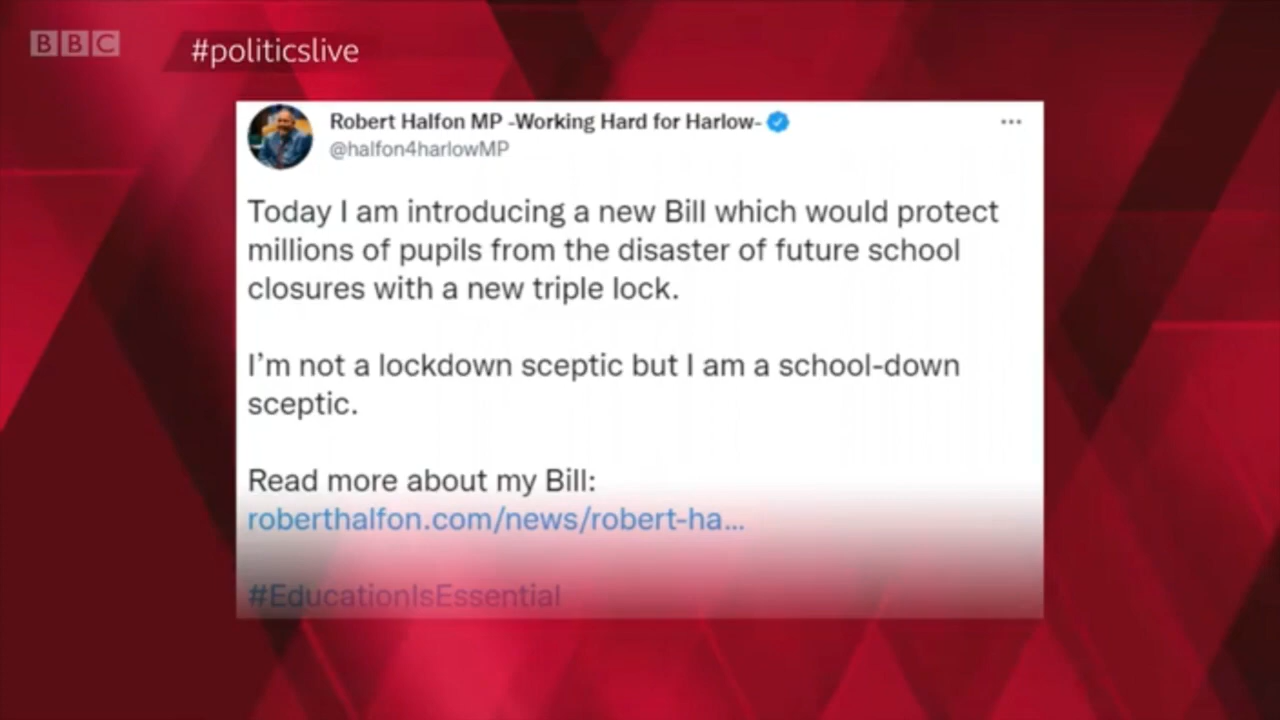 BBC
#politicslive
Robert Halfon MP -Working Hard for Harlow-
@halfon4harlowMP
Today I am introducing a new Bill which would protect
millions of pupils from the disaster of future school
closures with a new triple lock.
I'm not a lockdown sceptic but I am a school-down
sceptic.
Read more about my Bill:
roberthalfon.com/news/robert-ha...
#EducationIsEssential